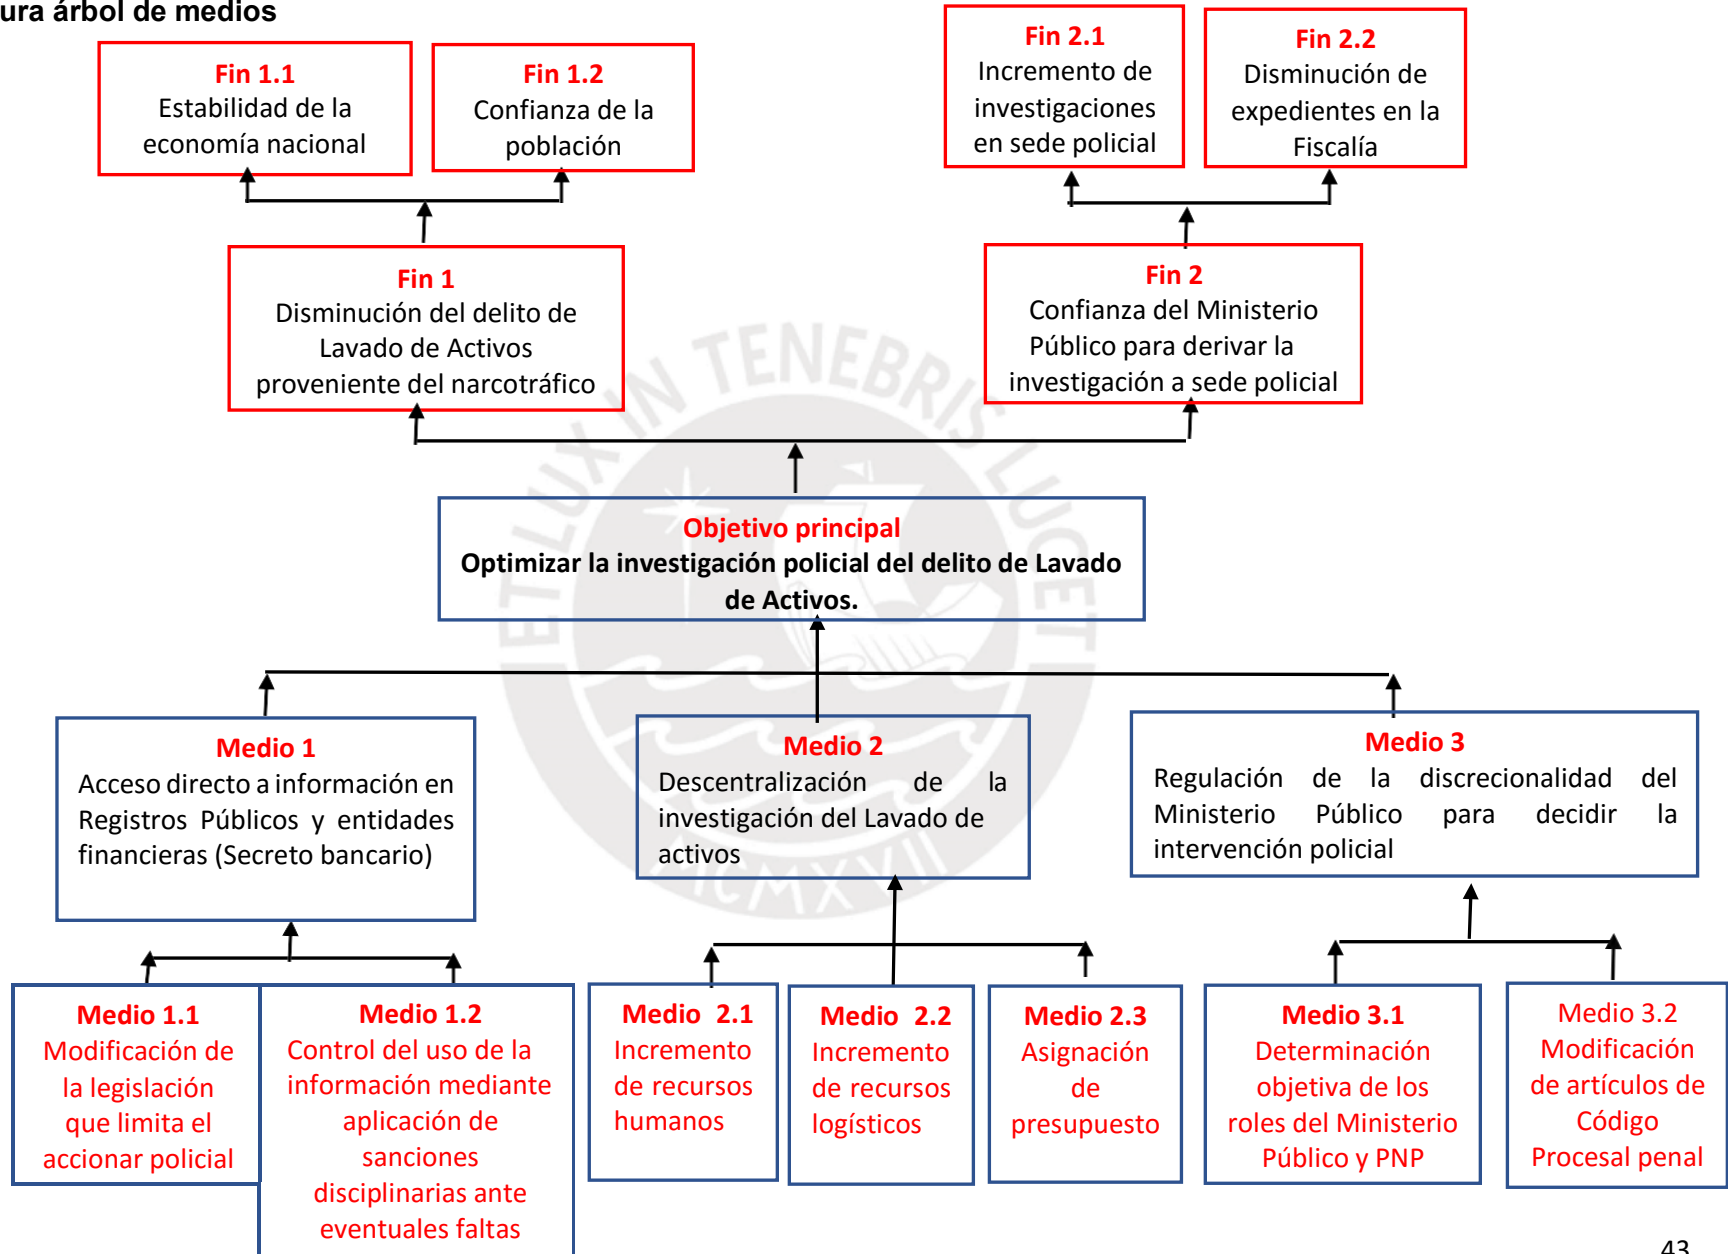 ura árbol de medios
Fin 1.1
Estabilidad de la
economía nacional
Fin 1.2
Confianza de la
población
Fin 2.1
Incremento de
investigaciones
en sede policial
Fin 2.2
Disminución de
expedientes en la
Fiscalía
Fin 1
Disminución del delito de
Lavado de Activos
proveniente del narcotráfico
Fin 2
Confianza del Ministerio
Público para derivar la
investigación a sede policial
ET LUX IN TENEBRIS LUCET
MCMXVII
Objetivo principal
Optimizar la investigación policial del delito de Lavado
de Activos.
Medio 1
Acceso directo a información en
Registros Públicos y entidades
financieras (Secreto bancario)
Medio 2
Descentralización de la
investigación del Lavado de
activos
Medio 3
Regulación de la discrecionalidad del
Ministerio Público para decidir la
intervención policial
Medio 1.1
Modificación de
la legislación
que limita el
accionar policial
Medio 1.2
Control del uso de la
información mediante
aplicación de
sanciones
disciplinarias ante
eventuales faltas
Medio 2.1
Incremento
de recursos
humanos
Medio 2.2
Incremento
de recursos
logísticos
Medio 2.3
Asignación
de
presupuesto
Medio 3.1
Determinación
objetiva de los
roles del Ministerio
Público y PNP
Medio 3.2
Modificación
de artículos de
Código
Procesal penal
43